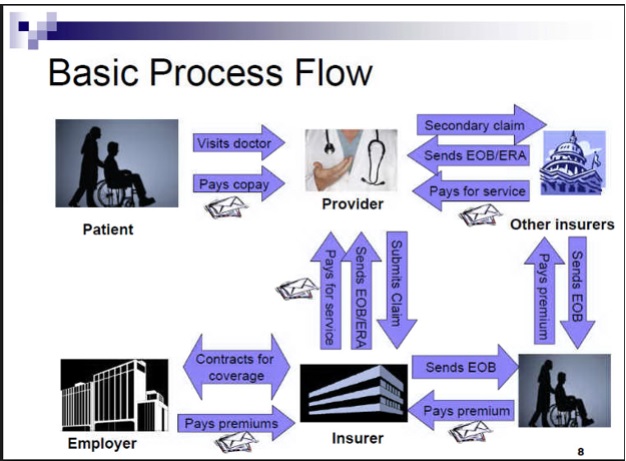 Basic Process Flow
Visits doctor
Pays copay
Patient
Provider
Secondary claim
Sends EOB/ERA
Pays for service
Other insurers
Pays for service
Sends EOB/ERA
Submits Claim
Pays premium
Sends EOB
Contracts for
coverage
Pays premiums
Employer
Insurer
Sends EOB
Pays premium
8